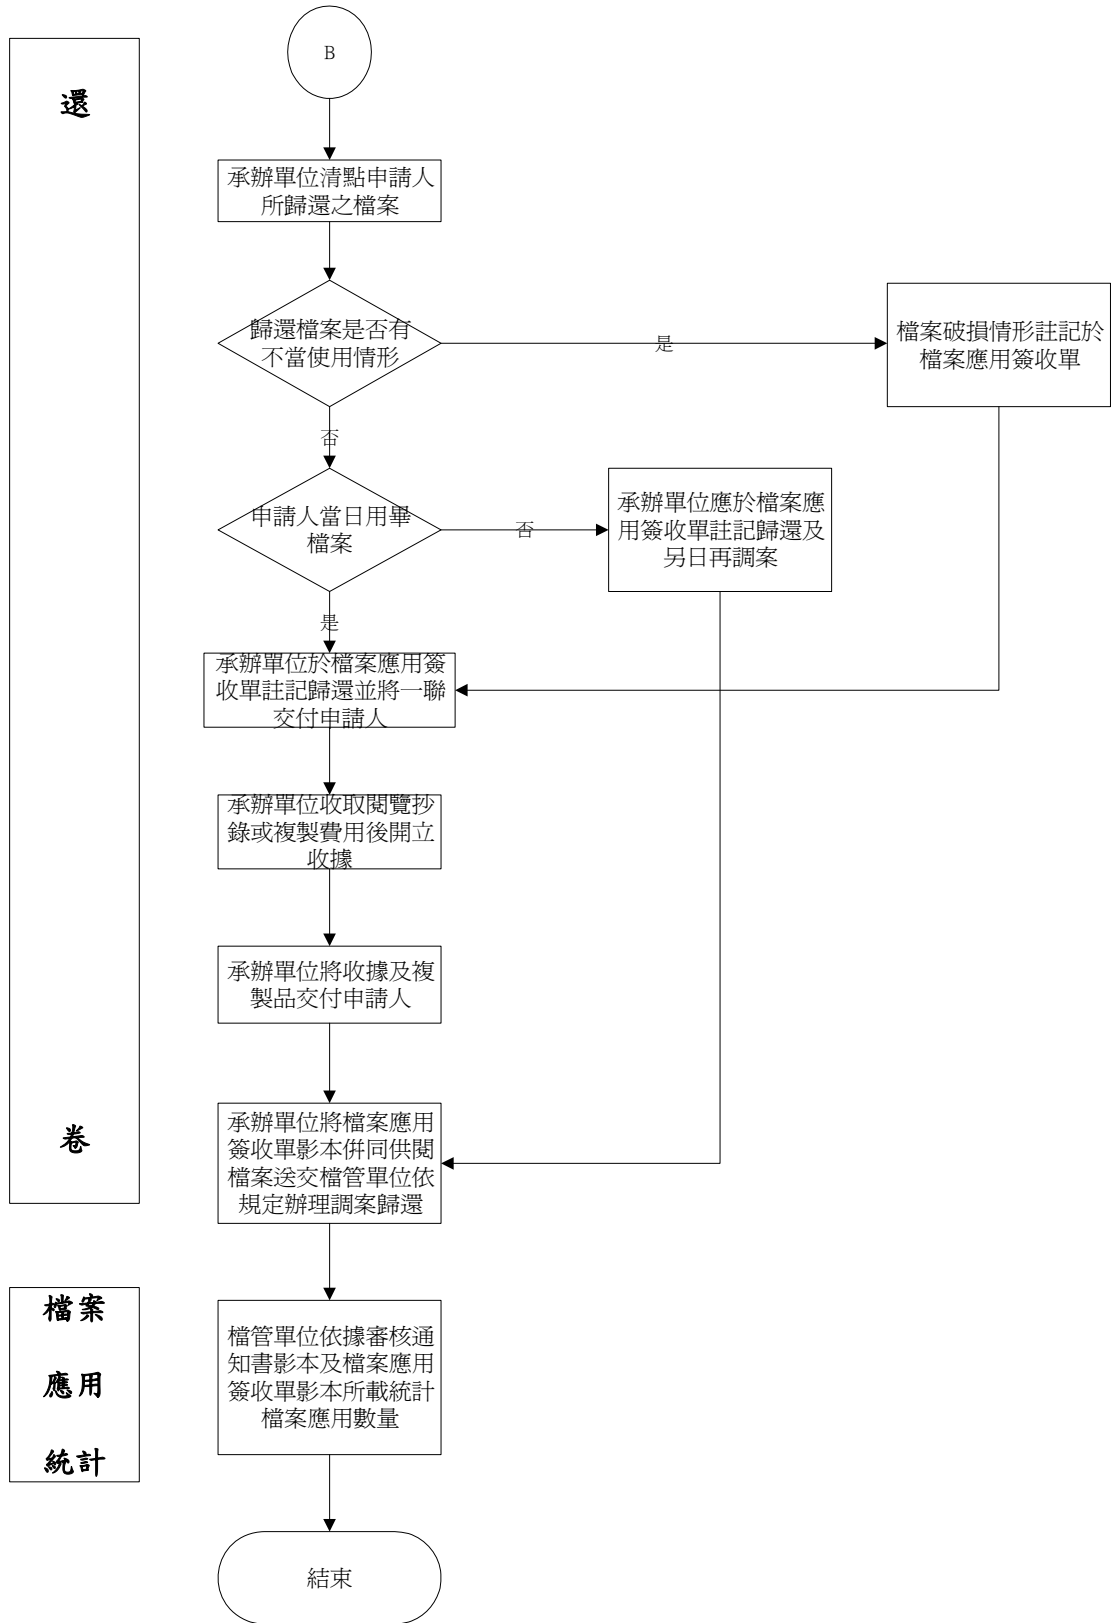 還
卷
B
承辦單位清點申請人
所歸還之檔案
歸還檔案是否有
不當使用情形
是
檔案破損情形註記於
檔案應用簽收單
否
申請人當日用畢
檔案
否
承辦單位應於檔案應
用簽收單註記歸還及
另日再調案
是
承辦單位於檔案應用簽
收單註記歸還並將一聯
交付申請人
承辦單位收取閱覽抄
錄或複製費用後開立
收據
承辦單位將收據及複
製品交付申請人
承辦單位將檔案應用
簽收單影本併同供閱
檔案送交檔管單位依
規定辦理調案歸還
檔案
應用
統計
檔管單位依據審核通
知書影本及檔案應用
簽收單影本所載統計
檔案應用數量
結束